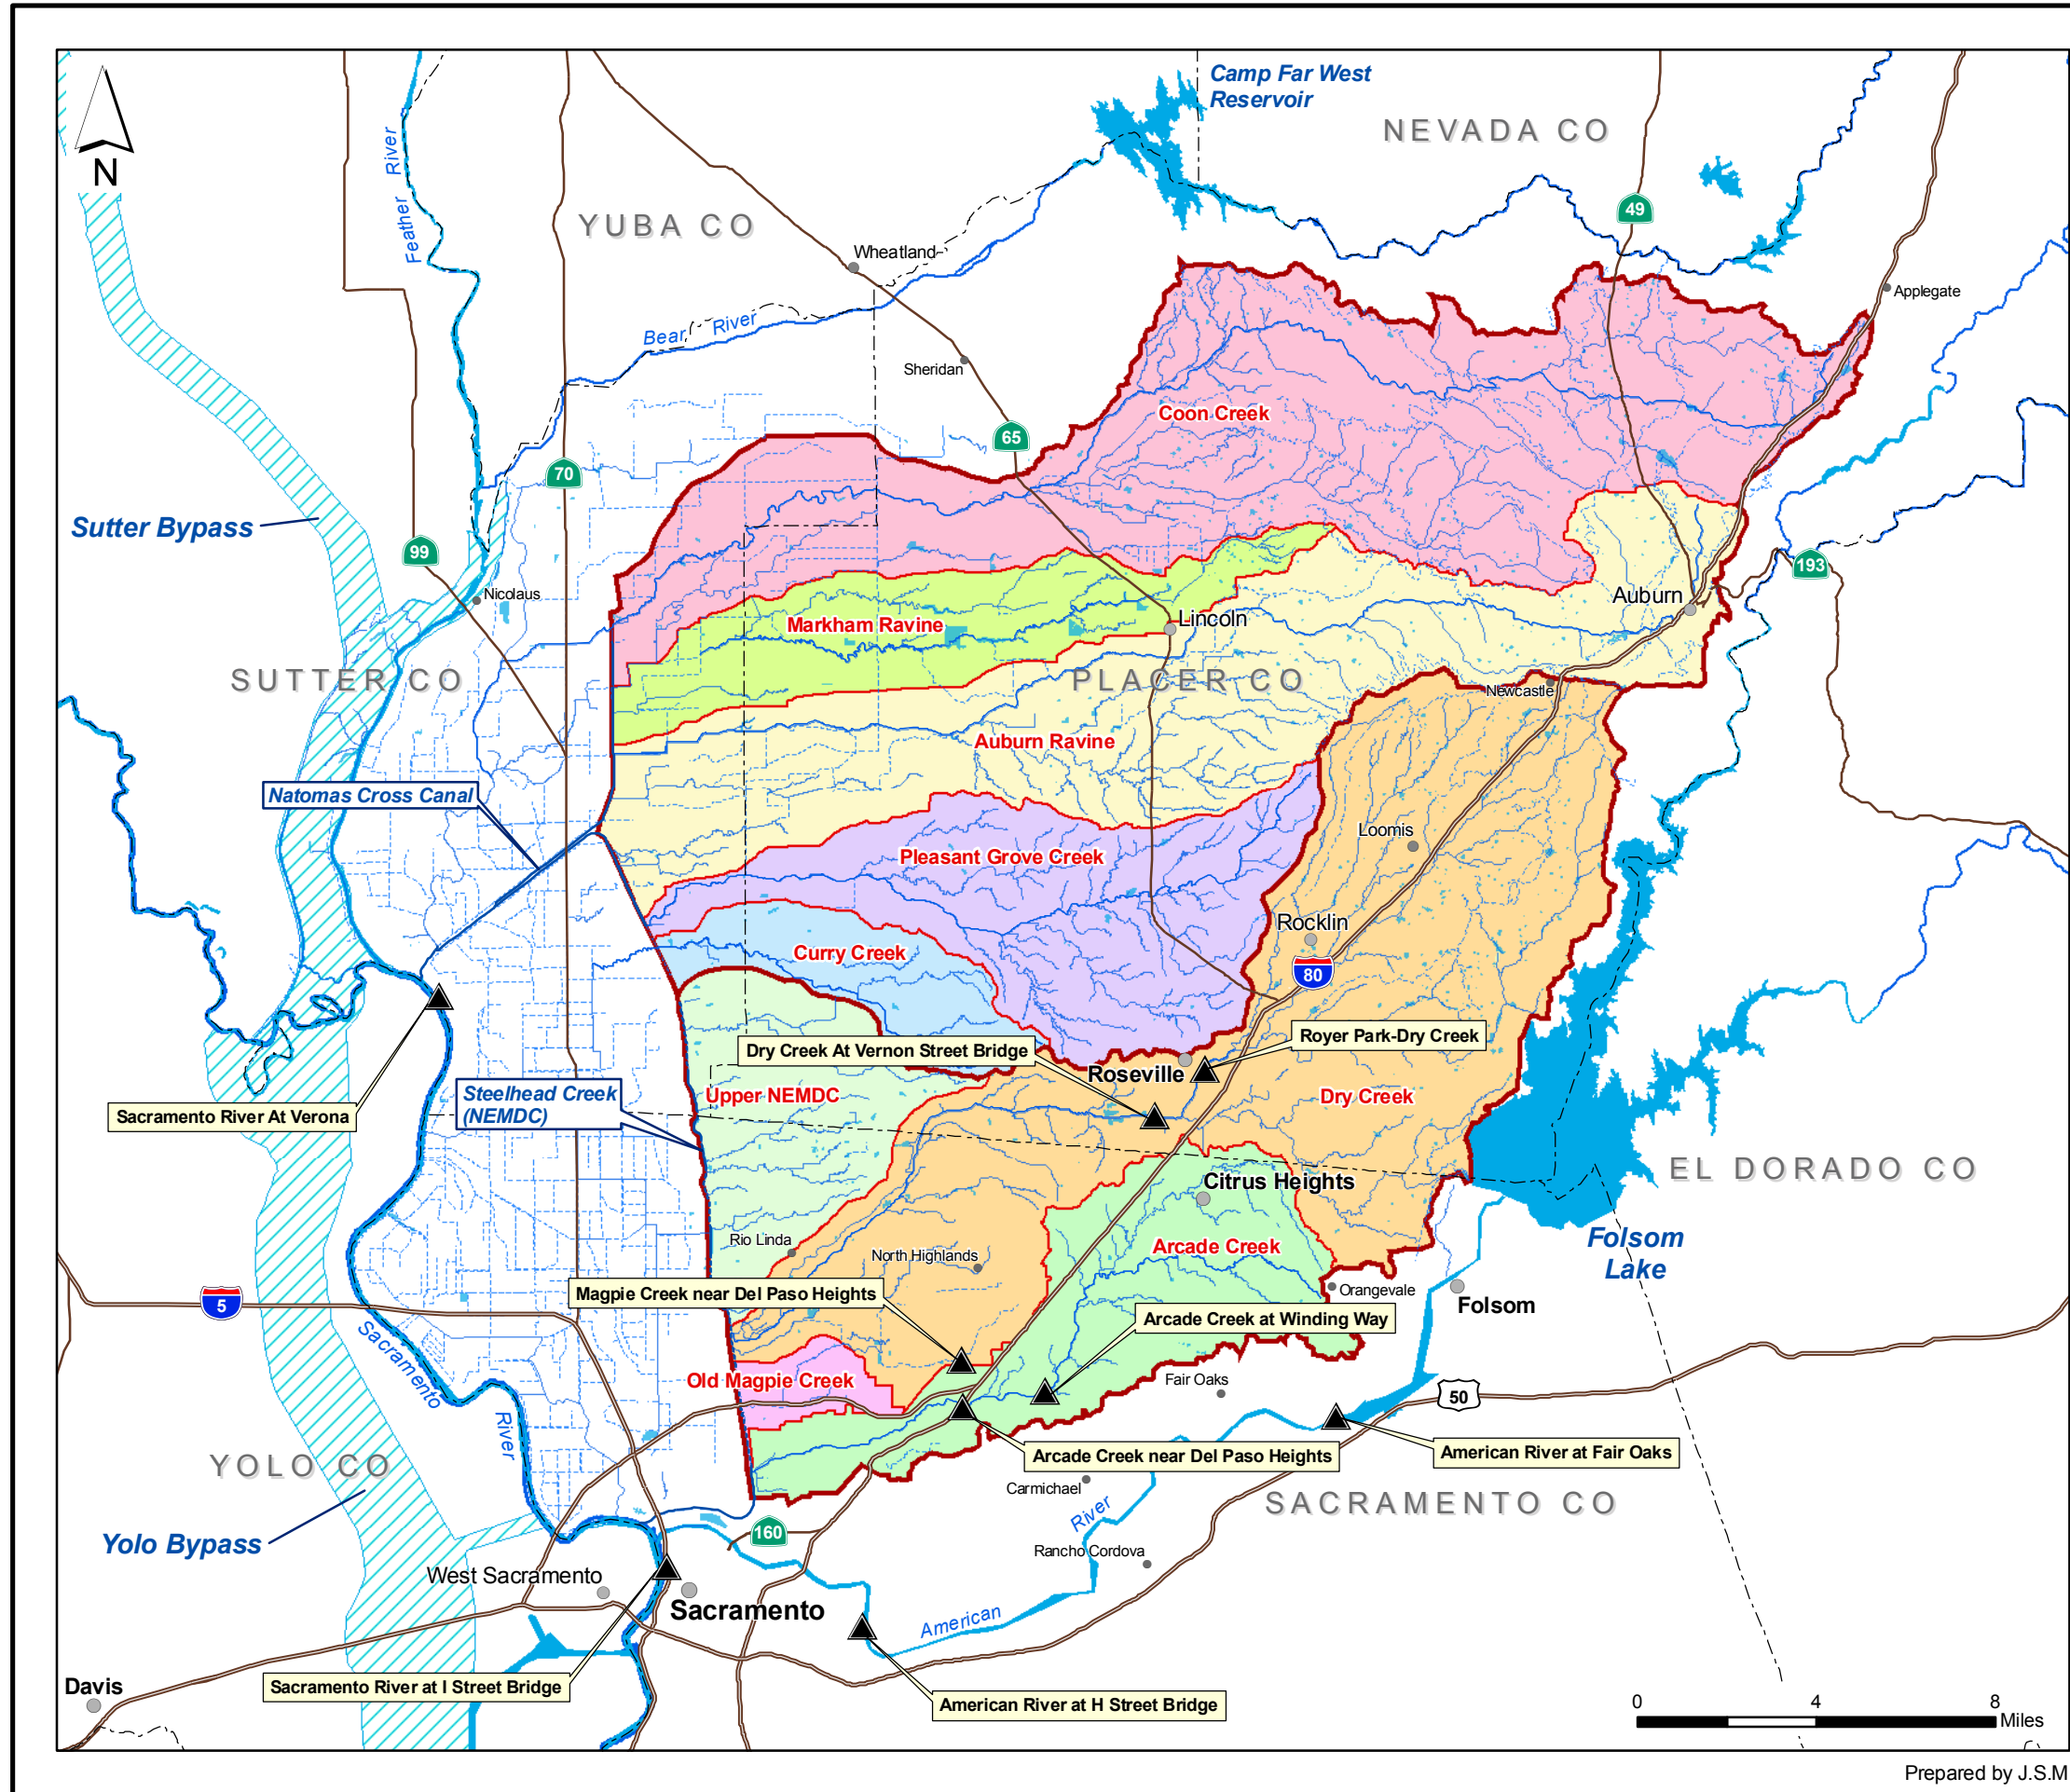 Camp Far West
Reservoir
NEVADA CO
N
Feather River
YUBA CO
49
Wheatland
Applegate
Bear River
Sheridan
Coon Creek
65
70
Sutter Bypass
99
193
Nicolaus
Auburn
Markham Ravine
Lincoln
SUTTER CO
PLACER CO
Newcastle
Auburn Ravine
Natomas Cross Canal
Loomis
Pleasant Grove Creek
Rocklin
Curry Creek
80
Royer Park-Dry Creek
Dry Creek At Vernon Street Bridge
Roseville
Steelhead Creek
(NEMDC)
Upper NEMDC
Dry Creek
Sacramento River At Verona
EL DORADO CO
Citrus Heights
Rio Linda
North Highlands
Arcade Creek
Folsom
Lake
Magpie Creek near Del Paso Heights
Orangevale
Folsom
5
Arcade Creek at Winding Way
Sacramento River
Old Magpie Creek
Fair Oaks
50
Arcade Creek near Del Paso Heights
American River at Fair Oaks
YOLO CO
Carmichael
SACRAMENTO CO
River
160
Yolo Bypass
Rancho Cordova
West Sacramento
Sacramento
American
Davis
Sacramento River at I Street Bridge
American River at H Street Bridge
0 4 8
Miles
Prepared by J.S.M